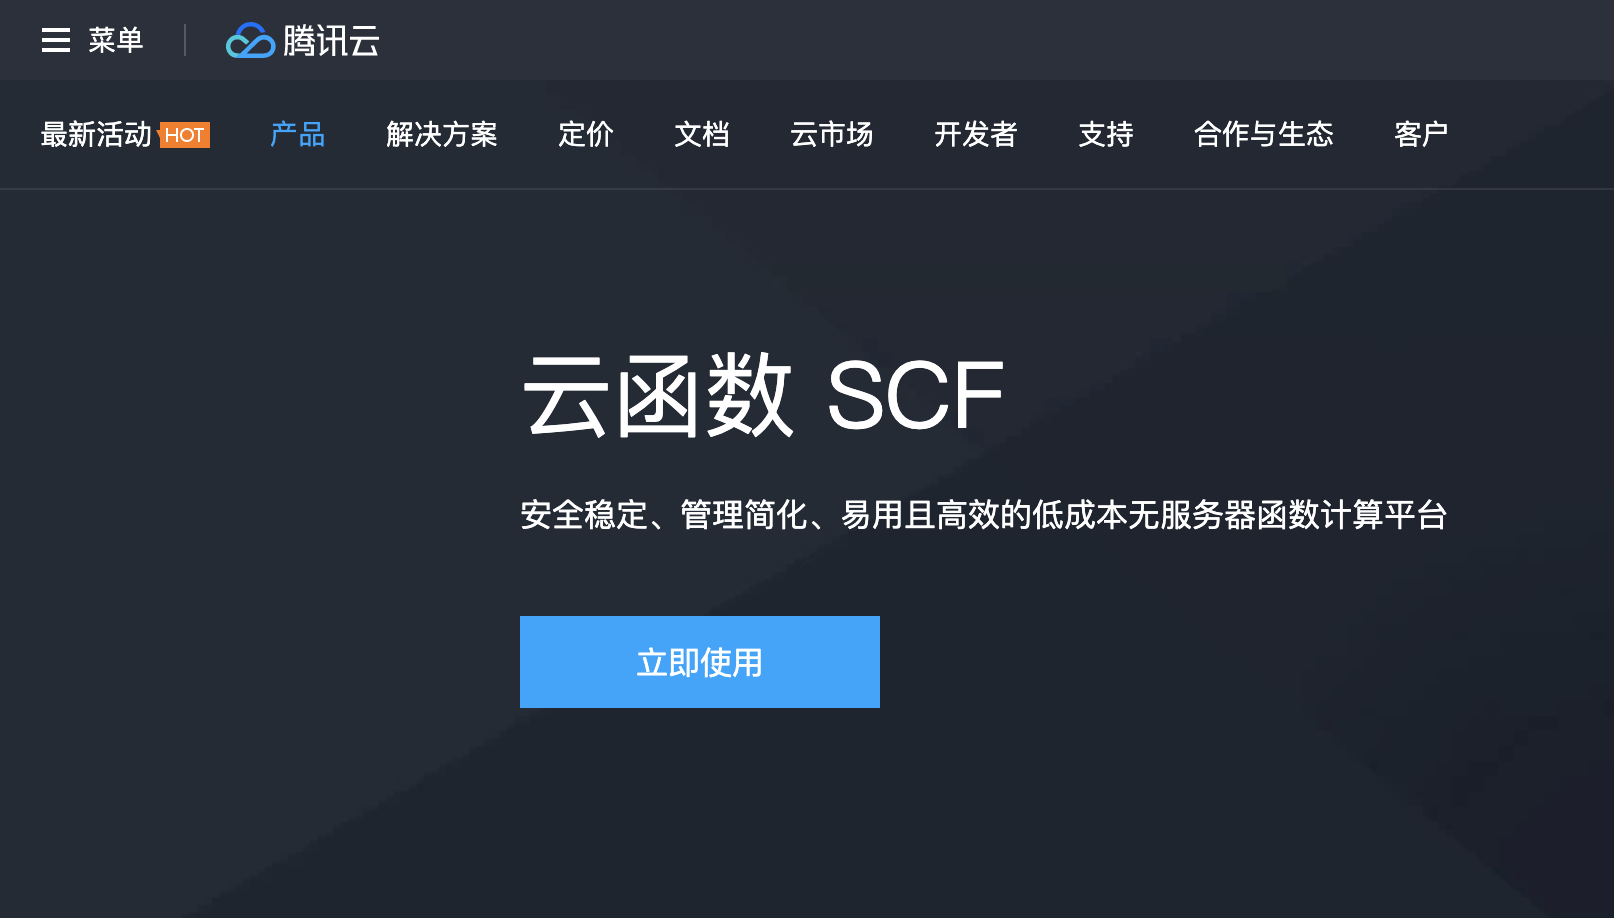 菜单 腾讯云
最新活动 HOT 产品 解决方案 定价 文档 云市场 开发者 支持 合作与生态 客户
云函数 SCF
安全稳定、管理简化、易用且高效的低成本无服务器函数计算平台
立即使用